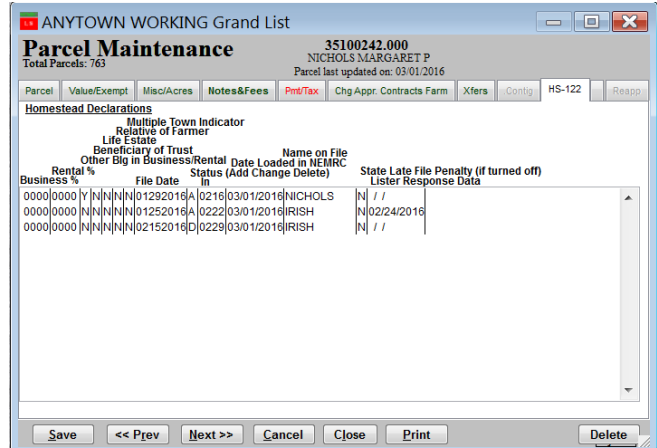 ANYTOWN WORKING Grand List
Parcel Maintenance
Total Parcels: 763
35100242.000
NICHOLS MARGARET P
Parcel last updated on: 03/01/2016
Parcel Value/Exempt Misc/Acres Notes&Fees Pmt/Tax Chg Appr. Contracts Farm Xfers Contig HS-122 Reapp
Homestead Declarations
Multiple Town Indicator
Relative of Farmer
Life Estate
Beneficiary of Trust Name on File
Other Blg in Business/Rental Date Loaded in NEMRC
Rental % Status (Add Change Delete) State Late File Penalty (if turned off)
Business % File Date In Lister Response Data
0000|0000|Y|N|N|N|N|01292016|A|0216|03/01/2016|NICHOLS |N| / / |
0000|0000|N|N|N|N|N|01252016|A|0222|03/01/2016|IRISH |N|02/24/2016|
0000|0000|N|N|N|N|N|02152016|D|0229|03/01/2016|IRISH |N| / / |
Save << Prev Next >> Cancel Close Print Delete